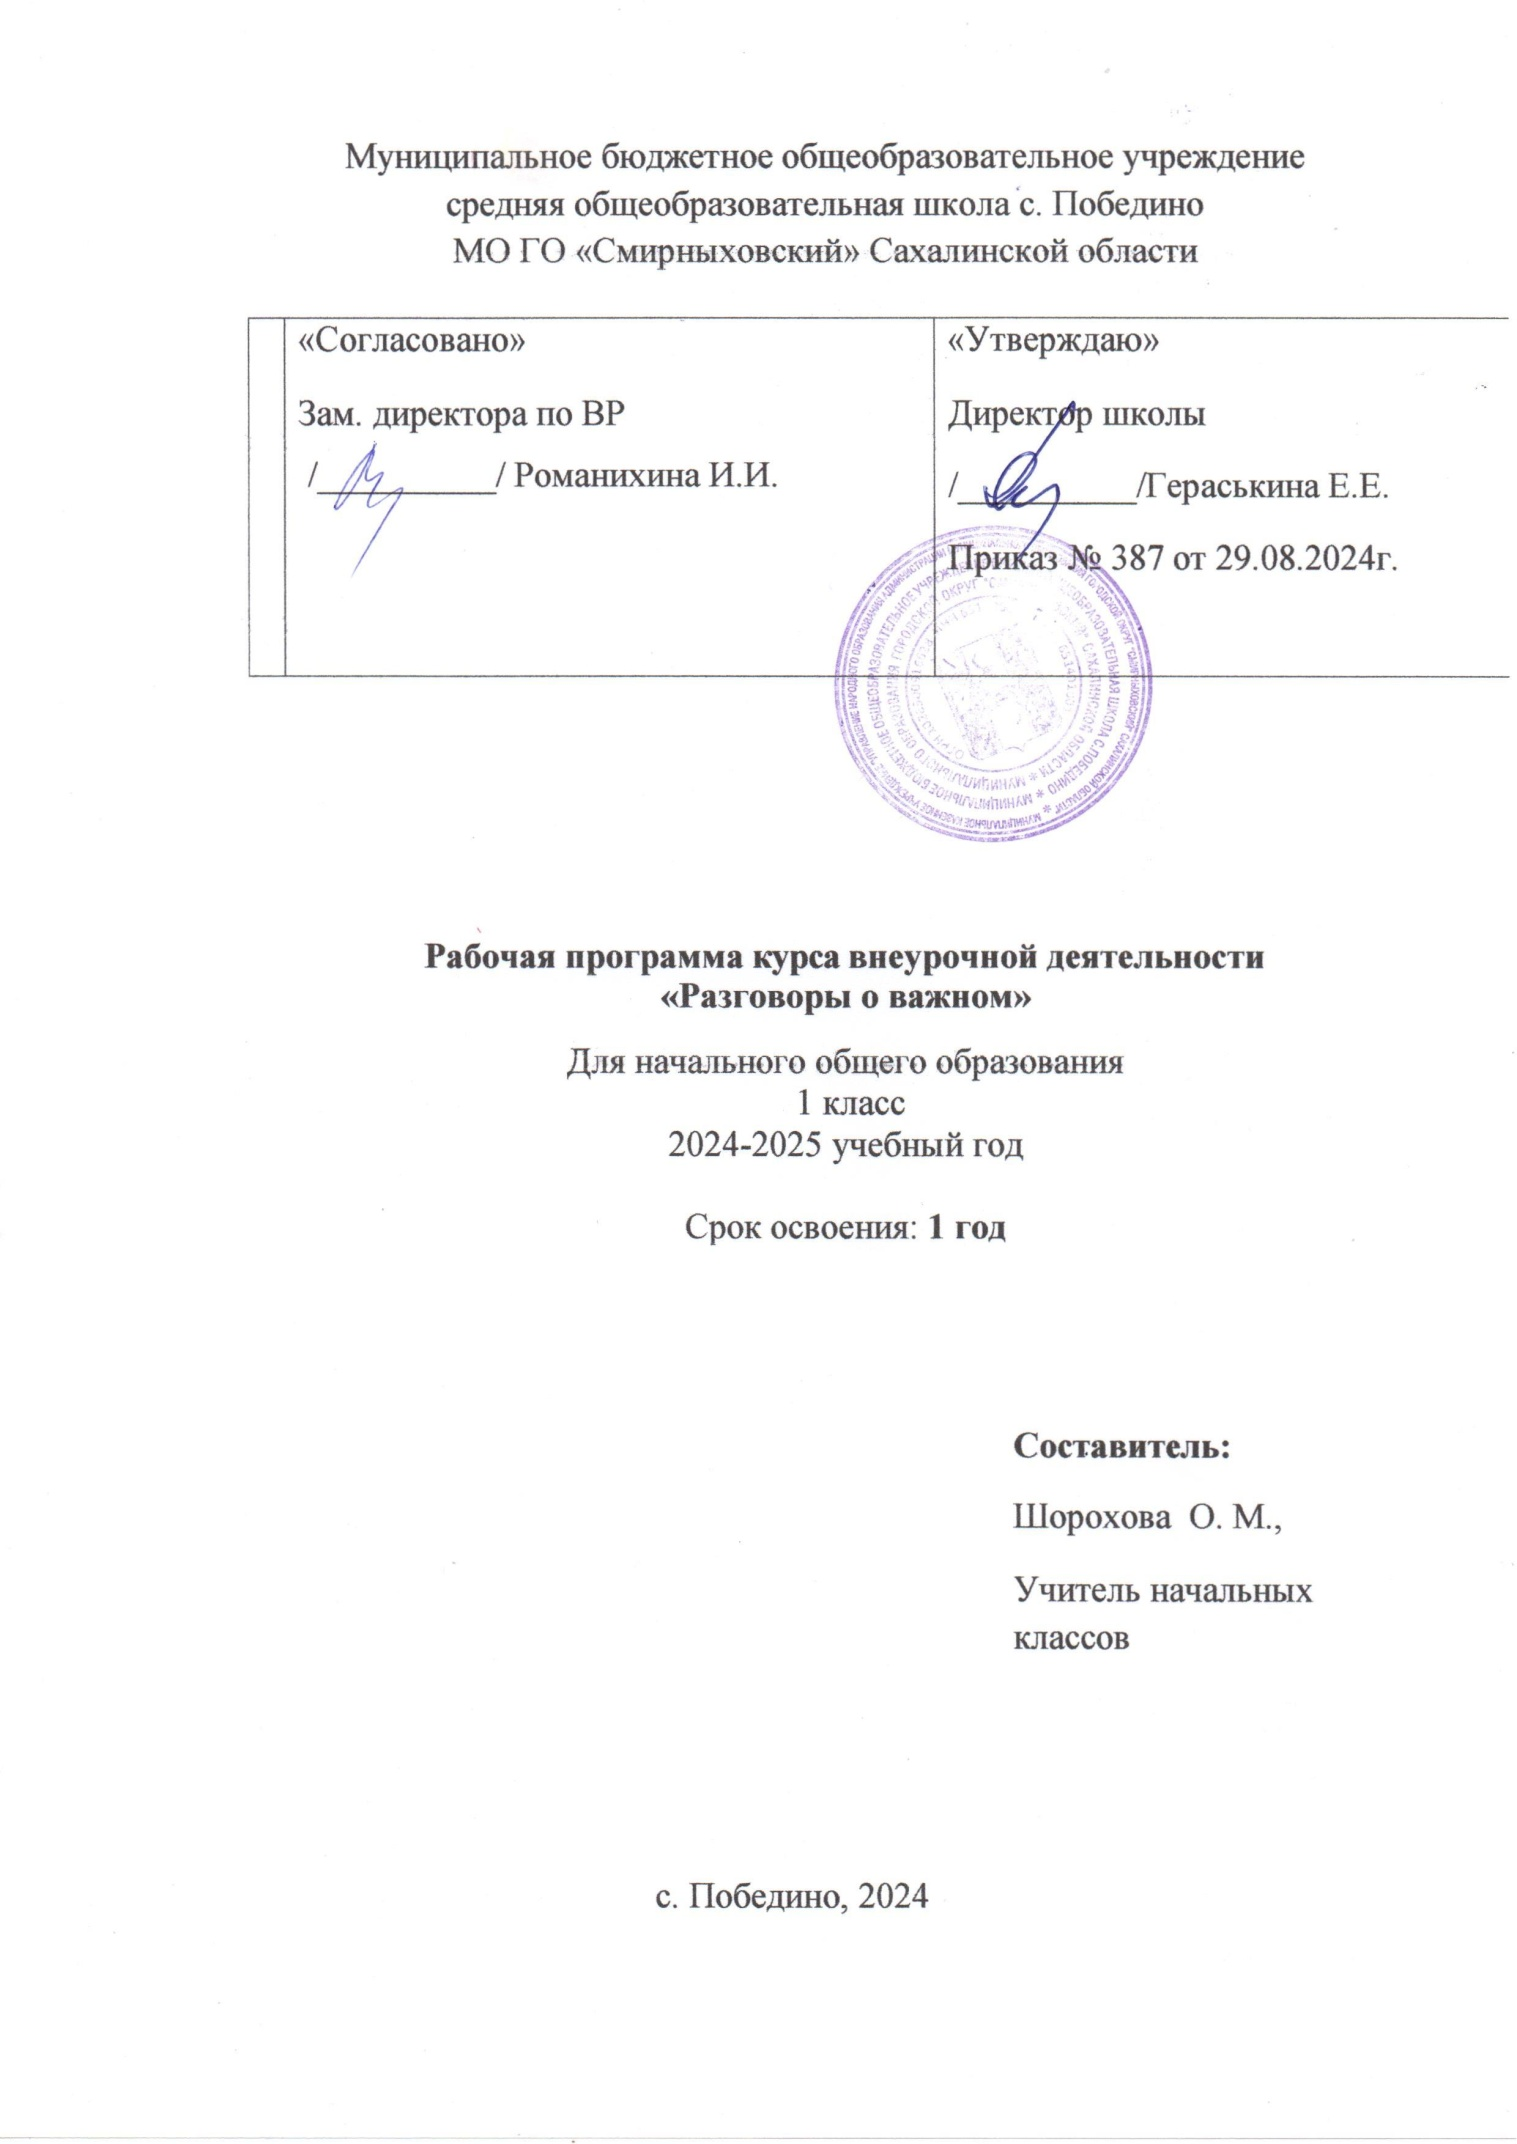 Муниципальное бюджетное общеобразовательное учреждение
средняя общеобразовательная школа с. Победино
МО ГО «Смирныховский» Сахалинской области
«Согласовано»
Зам. директора по ВР
/__________/ Романихина И.И.
«Утверждаю»
Директор школы
/__________/Гераськина Е.Е.
Приказ № 387 от 29.08.2024г.
Рабочая программа курса внеурочной деятельности
«Разговоры о важном»
Для начального общего образования
1 класс
2024-2025 учебный год
Срок освоения: 1 год
Составитель:
Шорохова О. М.,
Учитель начальных
классов
с. Победино, 2024